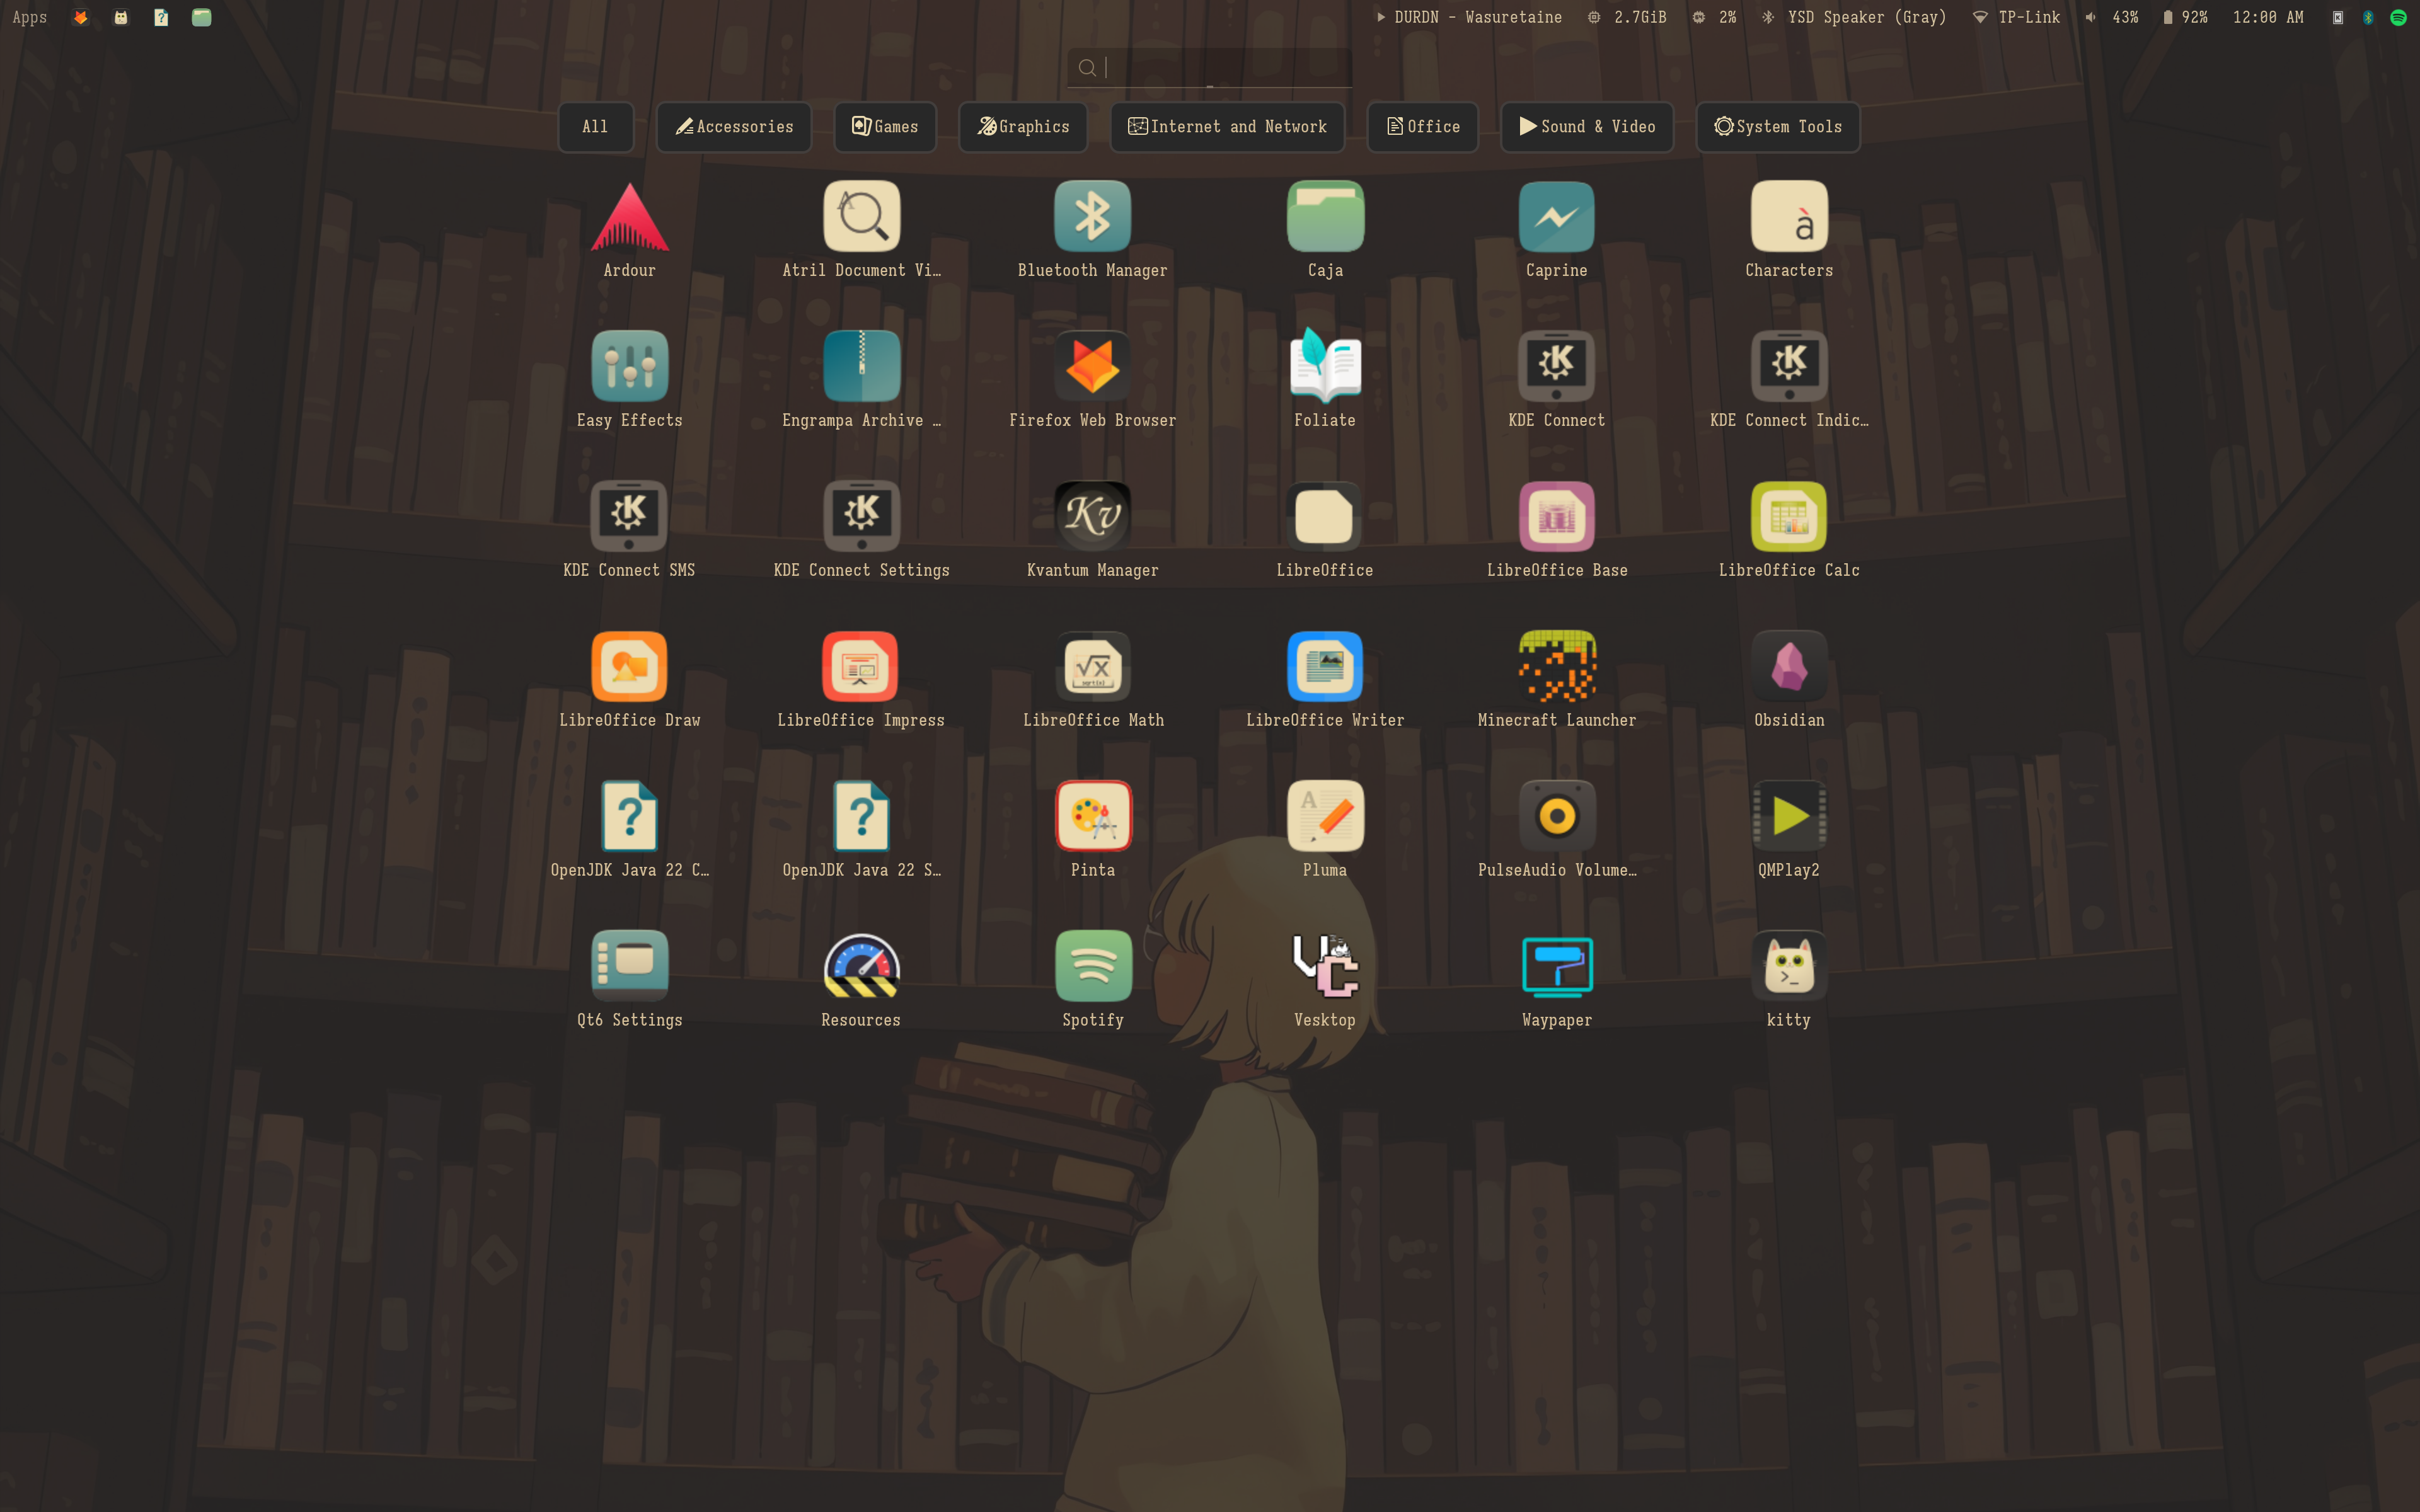 Apps
DURDN - Wasuretaine 2.7GiB 2% YSD Speaker (Gray) TP-Link 43% 92% 12:00 AM
All Accessories Games Graphics Internet and Network Office Sound & Video System Tools
Ardour Atril Document Vi… Bluetooth Manager Caja Caprine Characters
Easy Effects Engrampa Archive … Firefox Web Browser Foliate KDE Connect KDE Connect Indic…
KDE Connect SMS KDE Connect Settings Kvantum Manager LibreOffice LibreOffice Base LibreOffice Calc
LibreOffice Draw LibreOffice Impress LibreOffice Math LibreOffice Writer Minecraft Launcher Obsidian
OpenJDK Java 22 C… OpenJDK Java 22 S… Pinta Pluma PulseAudio Volume… QMPlay2
Qt6 Settings Resources Spotify Vesktop Waypaper kitty